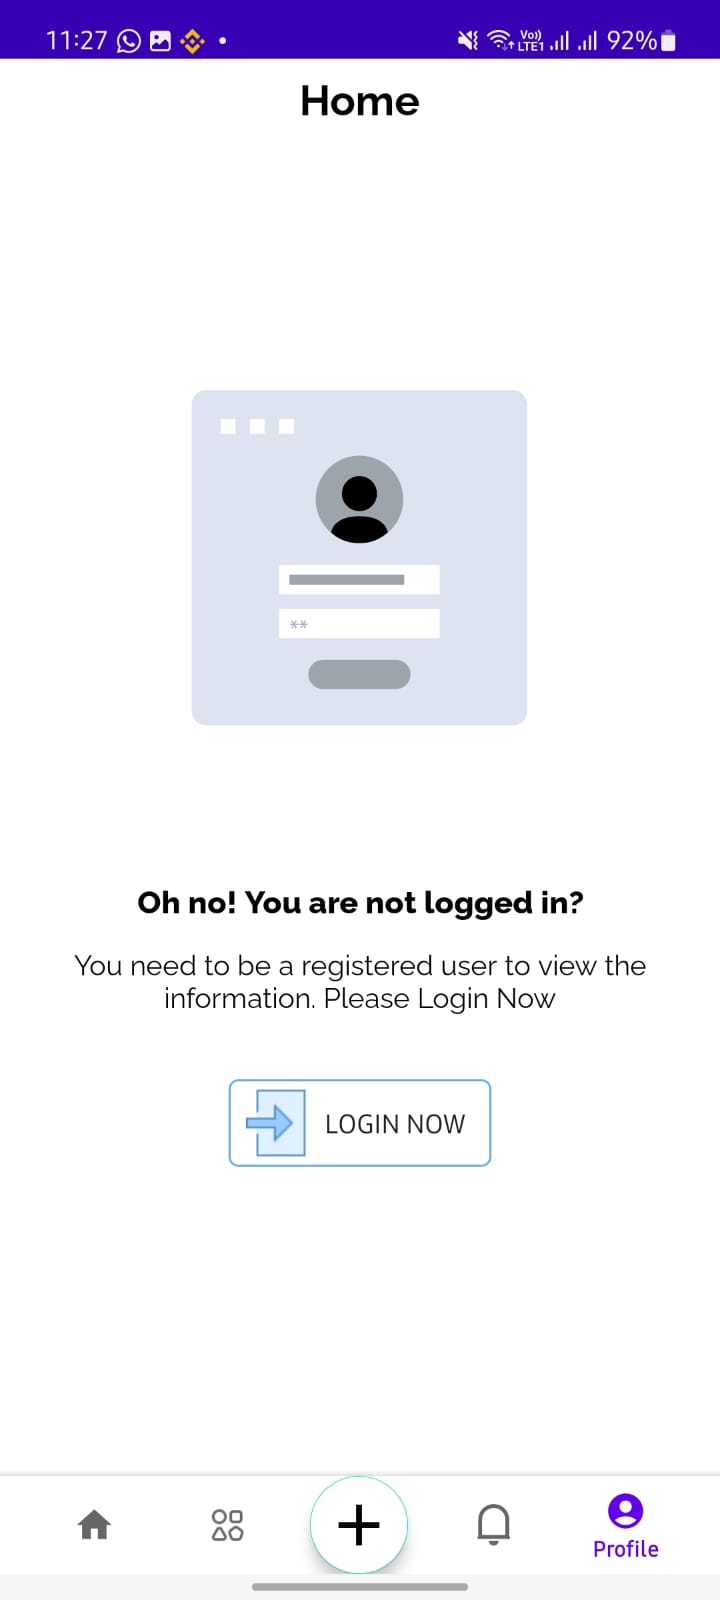 11:27
Vo))
LTE1
92%
Home
**
Oh no! You are not logged in?
You need to be a registered user to view the
information. Please Login Now
LOGIN NOW
Profile